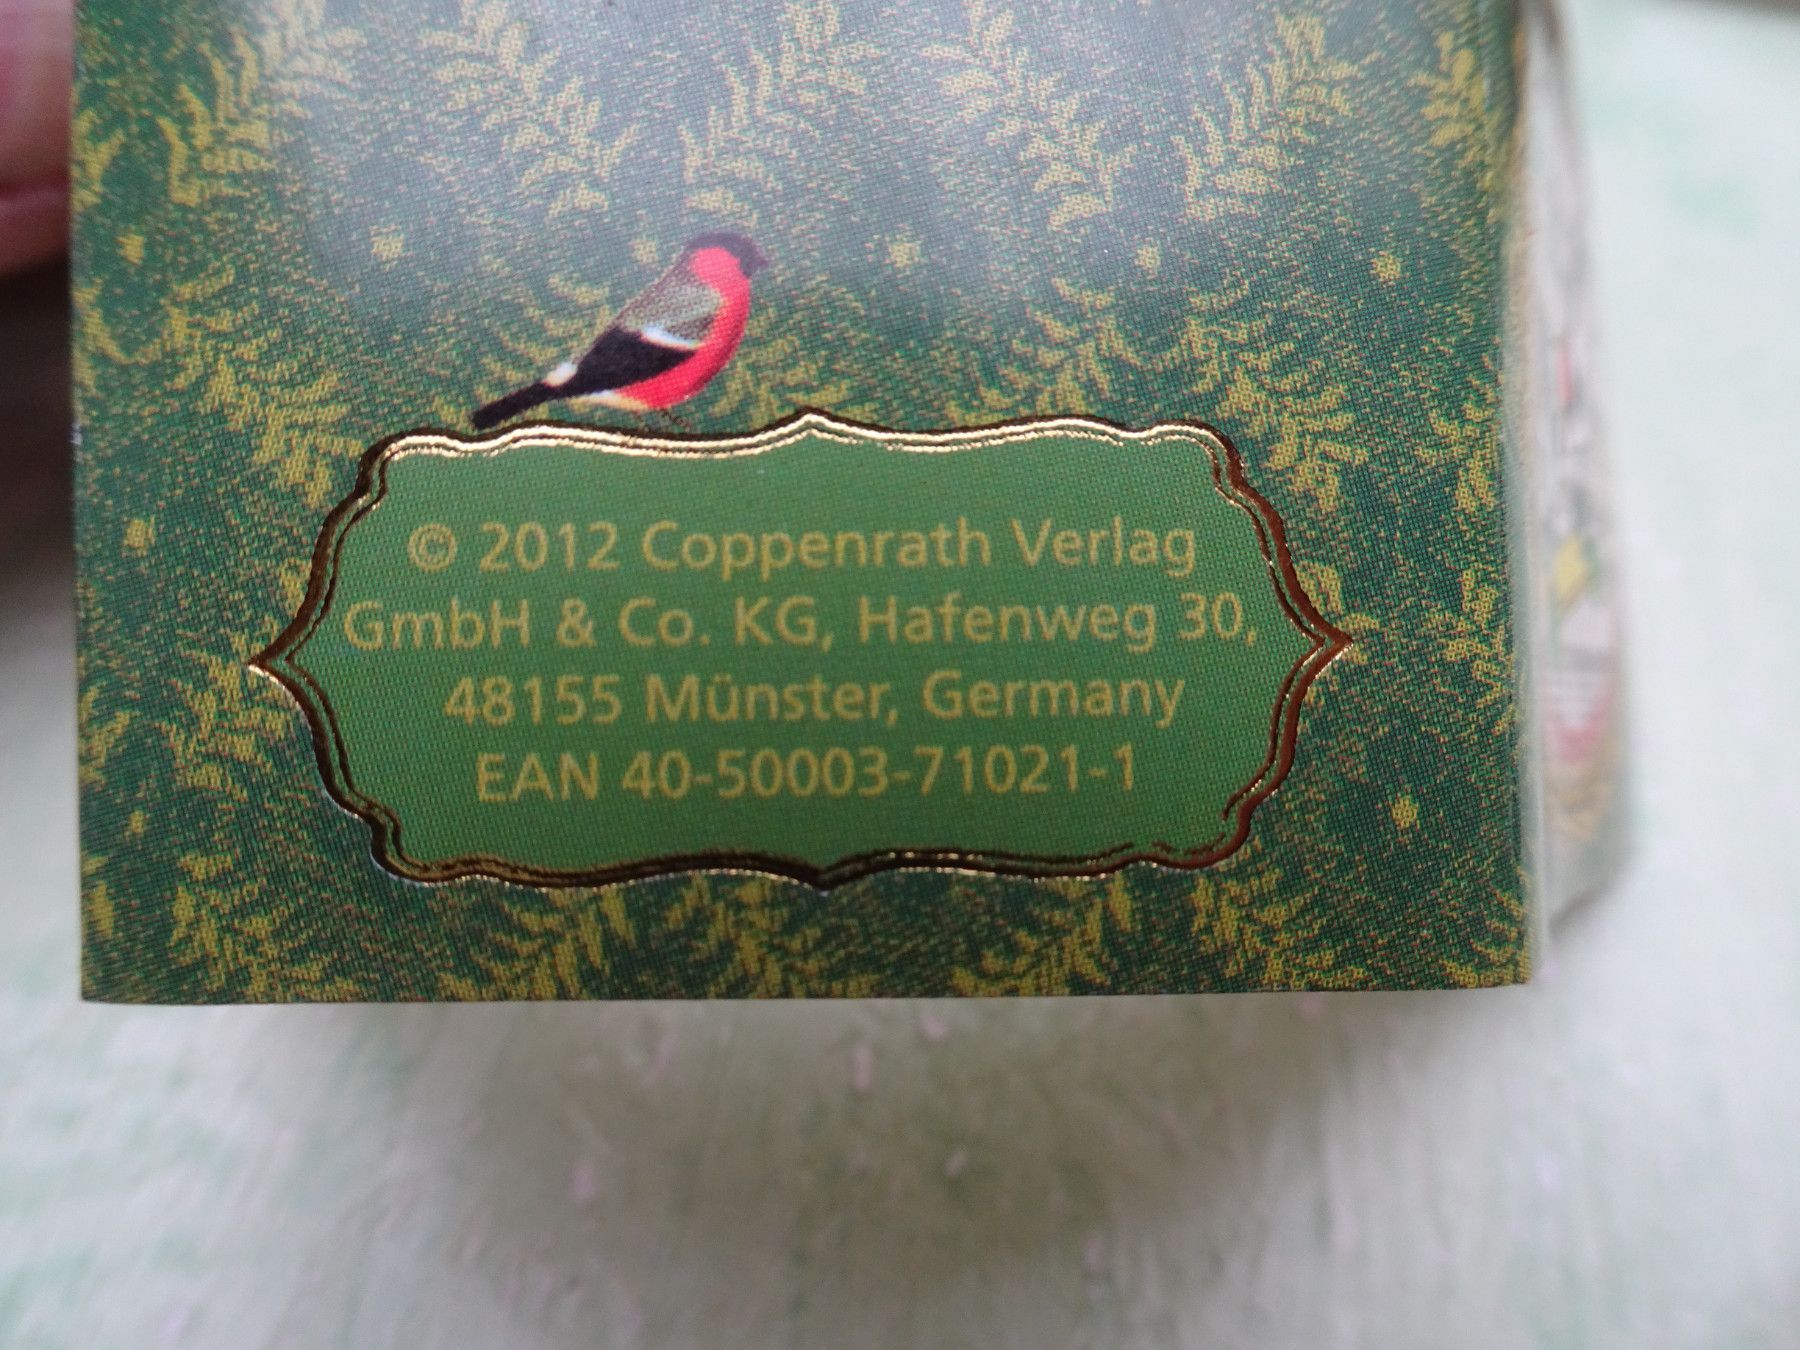 © 2012 Coppenrath Verlag
GmbH & Co. KG, Hafenweg 30,
48155 Münster, Germany
EAN 40-50003-71021-1